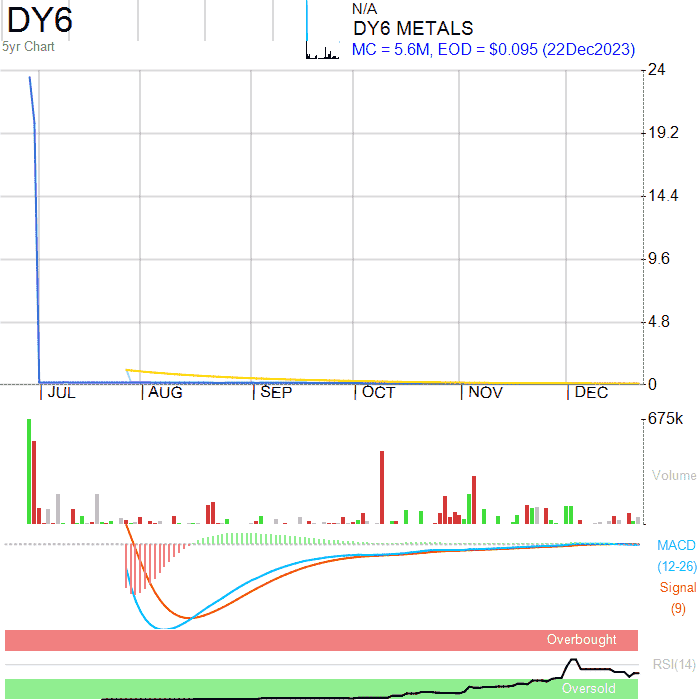 DY6
5yr Chart
N/A
DY6 METALS
MC = 5.6M, EOD = $0.095 (22Dec2023)
24
19.2
14.4
9.6
4.8
0
JUL AUG SEP OCT NOV DEC
675k
Volume
MACD
(12-26)
Signal
(9)
Overbought
RSI(14)
Oversold